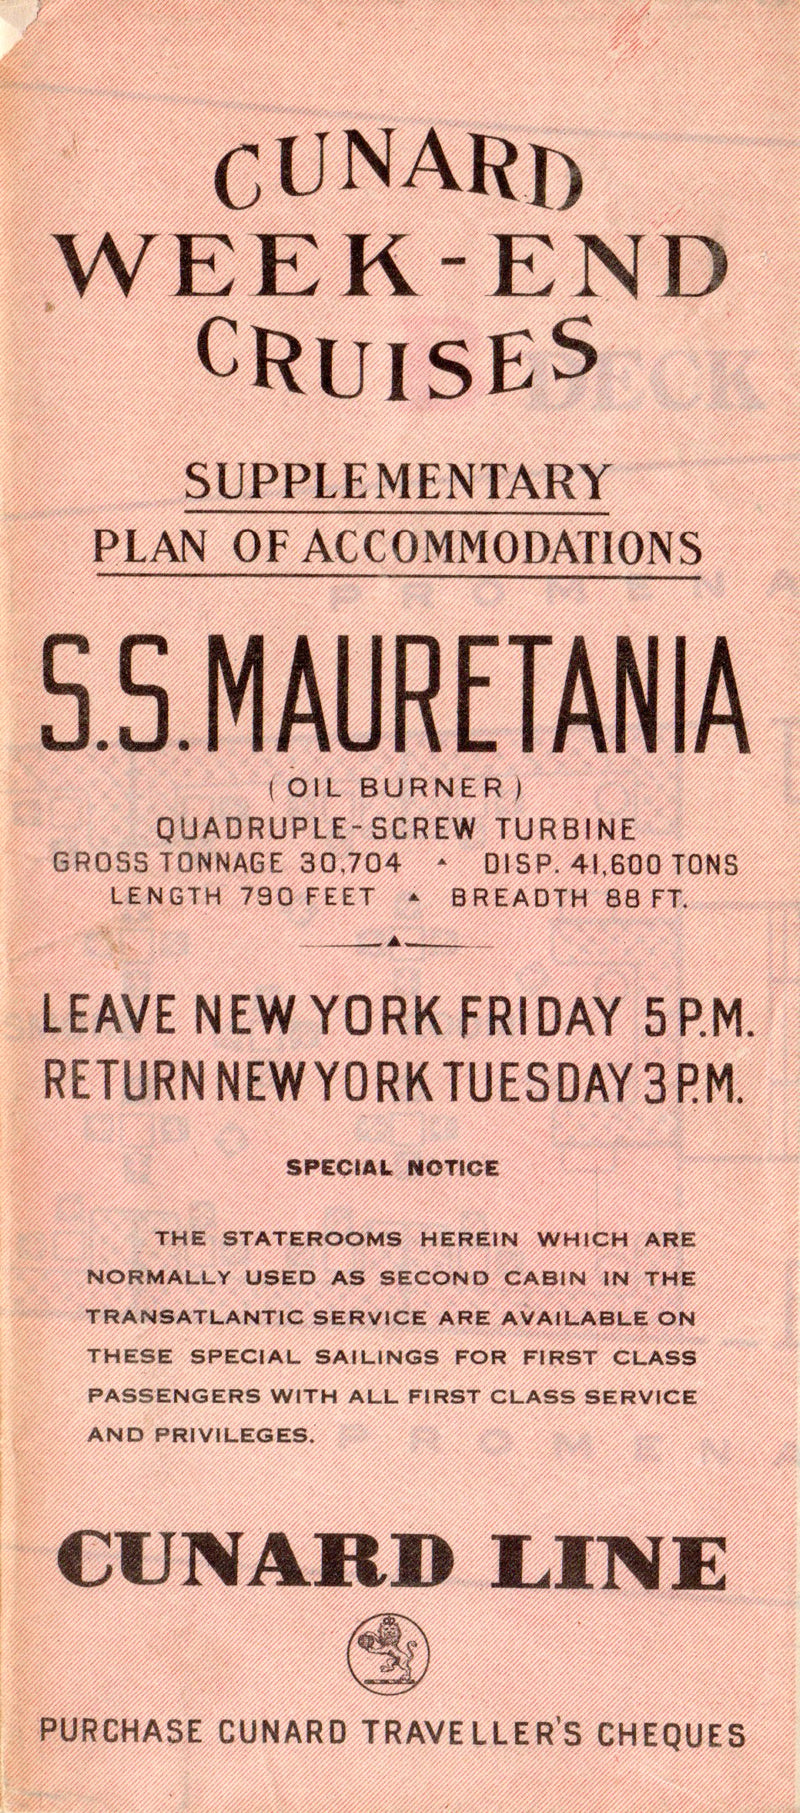 CUNARD
WEEK-END
CRUISES
SUPPLEMENTARY
PLAN OF ACCOMMODATIONS
S.S. MAURETANIA
(OIL BURNER)
QUADRUPLE-SCREW TURBINE
GROSS TONNAGE 30,704 ▴ DISP. 41,600 TONS
LENGTH 790 FEET ▴ BREADTH 88 FT.
LEAVE NEW YORK FRIDAY 5 P.M.
RETURN NEW YORK TUESDAY 3 P.M.
SPECIAL NOTICE
THE STATEROOMS HEREIN WHICH ARE
NORMALLY USED AS SECOND CABIN IN THE
TRANSATLANTIC SERVICE ARE AVAILABLE ON
THESE SPECIAL SAILINGS FOR FIRST CLASS
PASSENGERS WITH ALL FIRST CLASS SERVICE
AND PRIVILEGES.
CUNARD LINE
PURCHASE CUNARD TRAVELLER'S CHEQUES